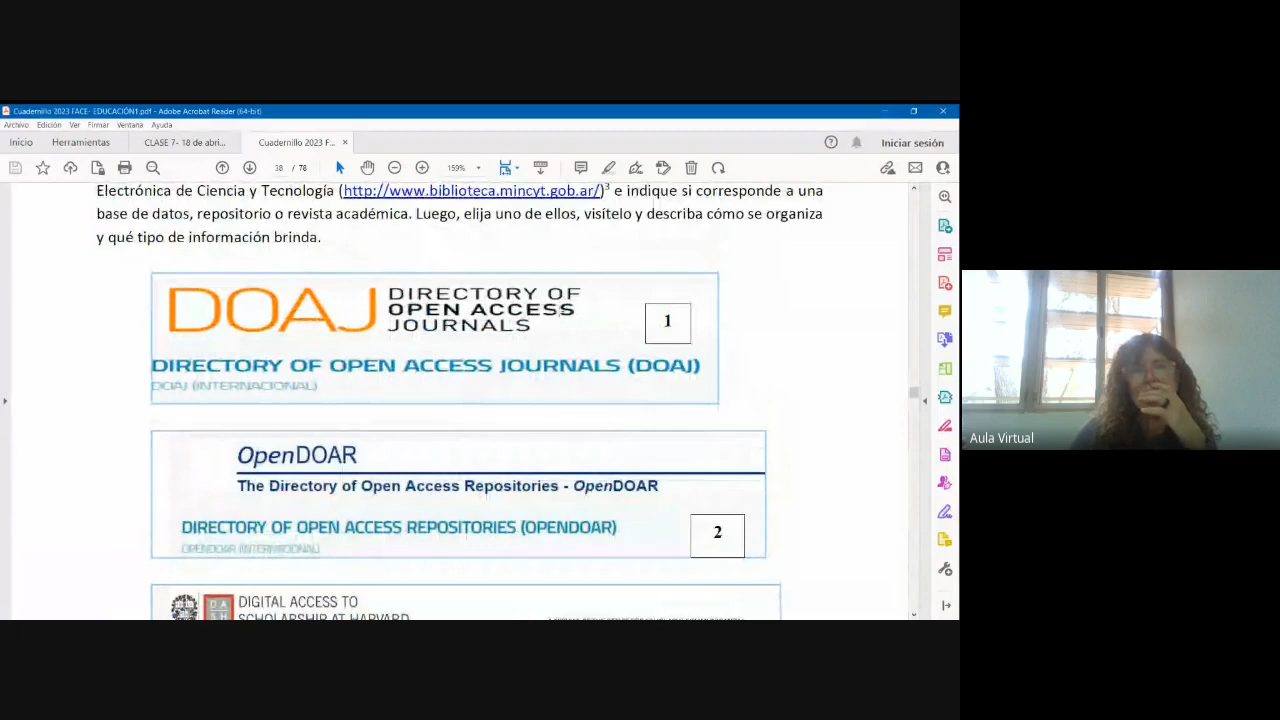 Cuadernillo 2023 FACE- EDUCACIÓN1.pdf - Adobe Acrobat Reader (64-bit)
Archivo Edición Ver Firmar Ventana Ayuda
Inicio Herramientas CLASE 7- 18 de abri... Cuadernillo 2023 F... × Iniciar sesión
38 / 78 159%
Electrónica de Ciencia y Tecnología (http://www.biblioteca.mincyt.gob.ar/)3 e indique si corresponde a una
base de datos, repositorio o revista académica. Luego, elija uno de ellos, visítelo y describa cómo se organiza
y qué tipo de información brinda.
DOAJ DIRECTORY OF
OPEN ACCESS
JOURNALS
1
DIRECTORY OF OPEN ACCESS JOURNALS (DOAJ)
DOAJ (INTERNACIONAL)
OpenDOAR
The Directory of Open Access Repositories - OpenDOAR
DIRECTORY OF OPEN ACCESS REPOSITORIES (OPENDOAR)
2
OPENDOAR (INTERNACIONAL)
DA
SH
DIGITAL ACCESS TO
SCHOLARSHIP AT HARVARD
Aula Virtual